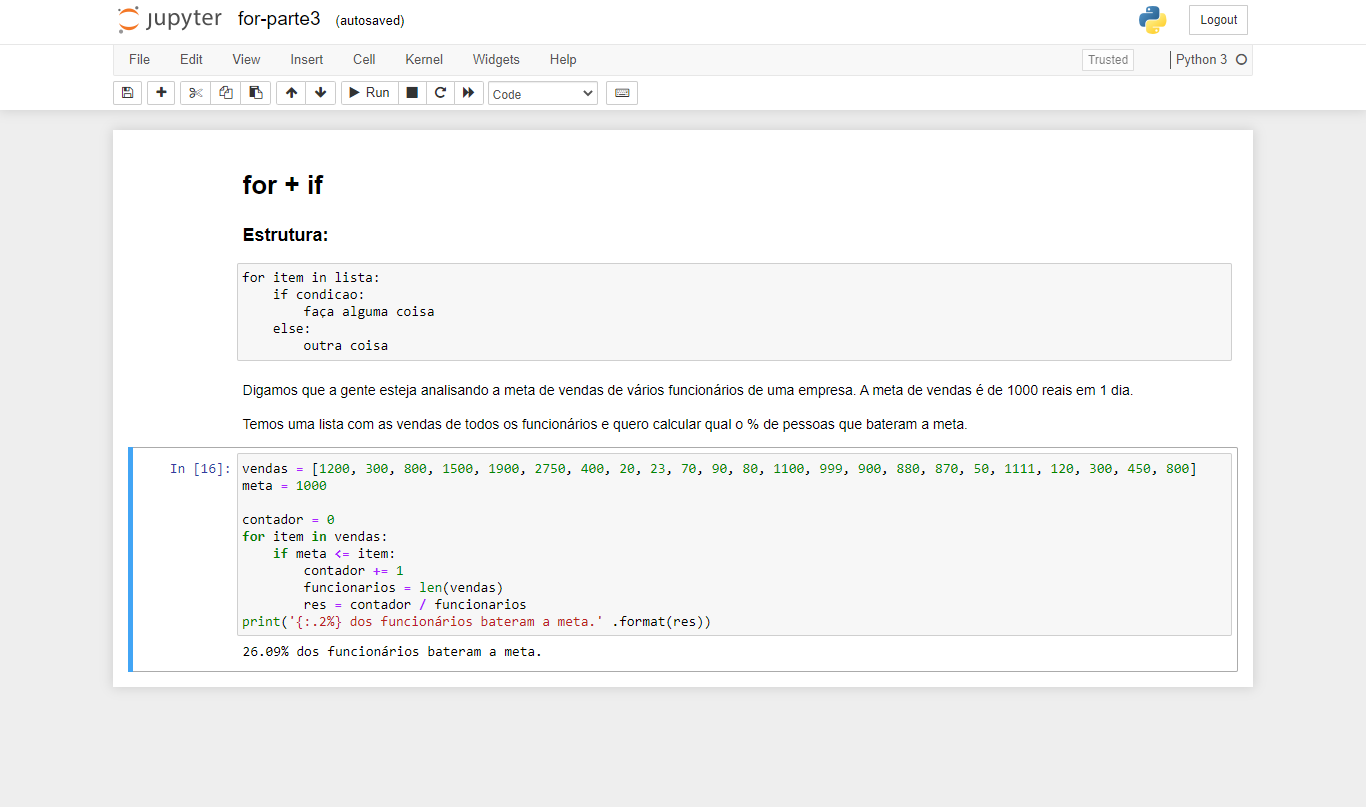 jupyter for-parte3 (autosaved) Logout
File Edit View Insert Cell Kernel Widgets Help Trusted Python 3
Run Code
for + if
Estrutura:
for item in lista:
    if condicao:
        faça alguma coisa
    else:
        outra coisa
Digamos que a gente esteja analisando a meta de vendas de vários funcionários de uma empresa. A meta de vendas é de 1000 reais em 1 dia.
Temos uma lista com as vendas de todos os funcionários e quero calcular qual o % de pessoas que bateram a meta.
In [16]: vendas = [1200, 300, 800, 1500, 1900, 2750, 400, 20, 23, 70, 90, 80, 1100, 999, 900, 880, 870, 50, 1111, 120, 300, 450, 800]
meta = 1000
contador = 0
for item in vendas:
    if meta <= item:
        contador += 1
        funcionarios = len(vendas)
        res = contador / funcionarios
print('{:.2%} dos funcionários bateram a meta.' .format(res))
26.09% dos funcionários bateram a meta.